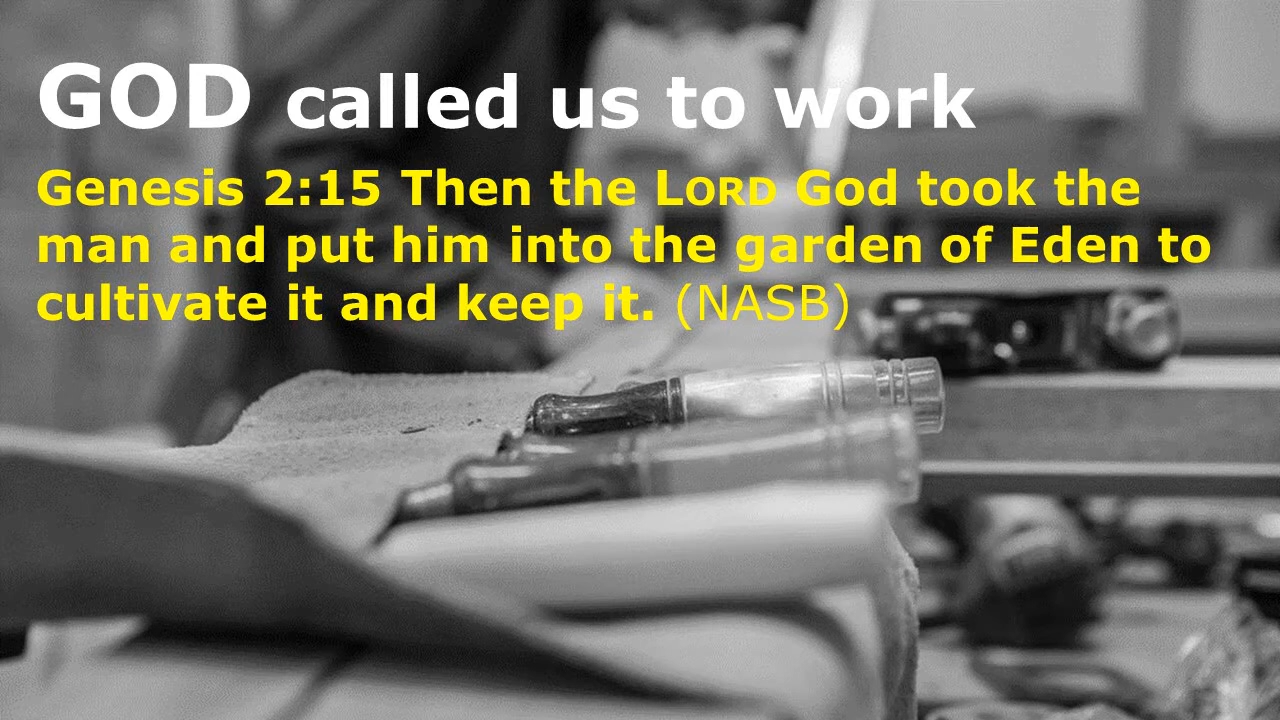 GOD called us to work
Genesis 2:15 Then the LORD God took the
man and put him into the garden of Eden to
cultivate it and keep it. (NASB)